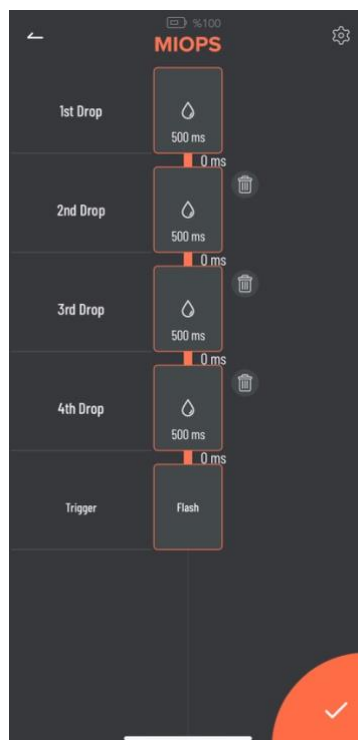 %100
MIOPS
1st Drop
500 ms
0 ms
2nd Drop
500 ms
0 ms
3rd Drop
500 ms
0 ms
4th Drop
500 ms
0 ms
Trigger
Flash